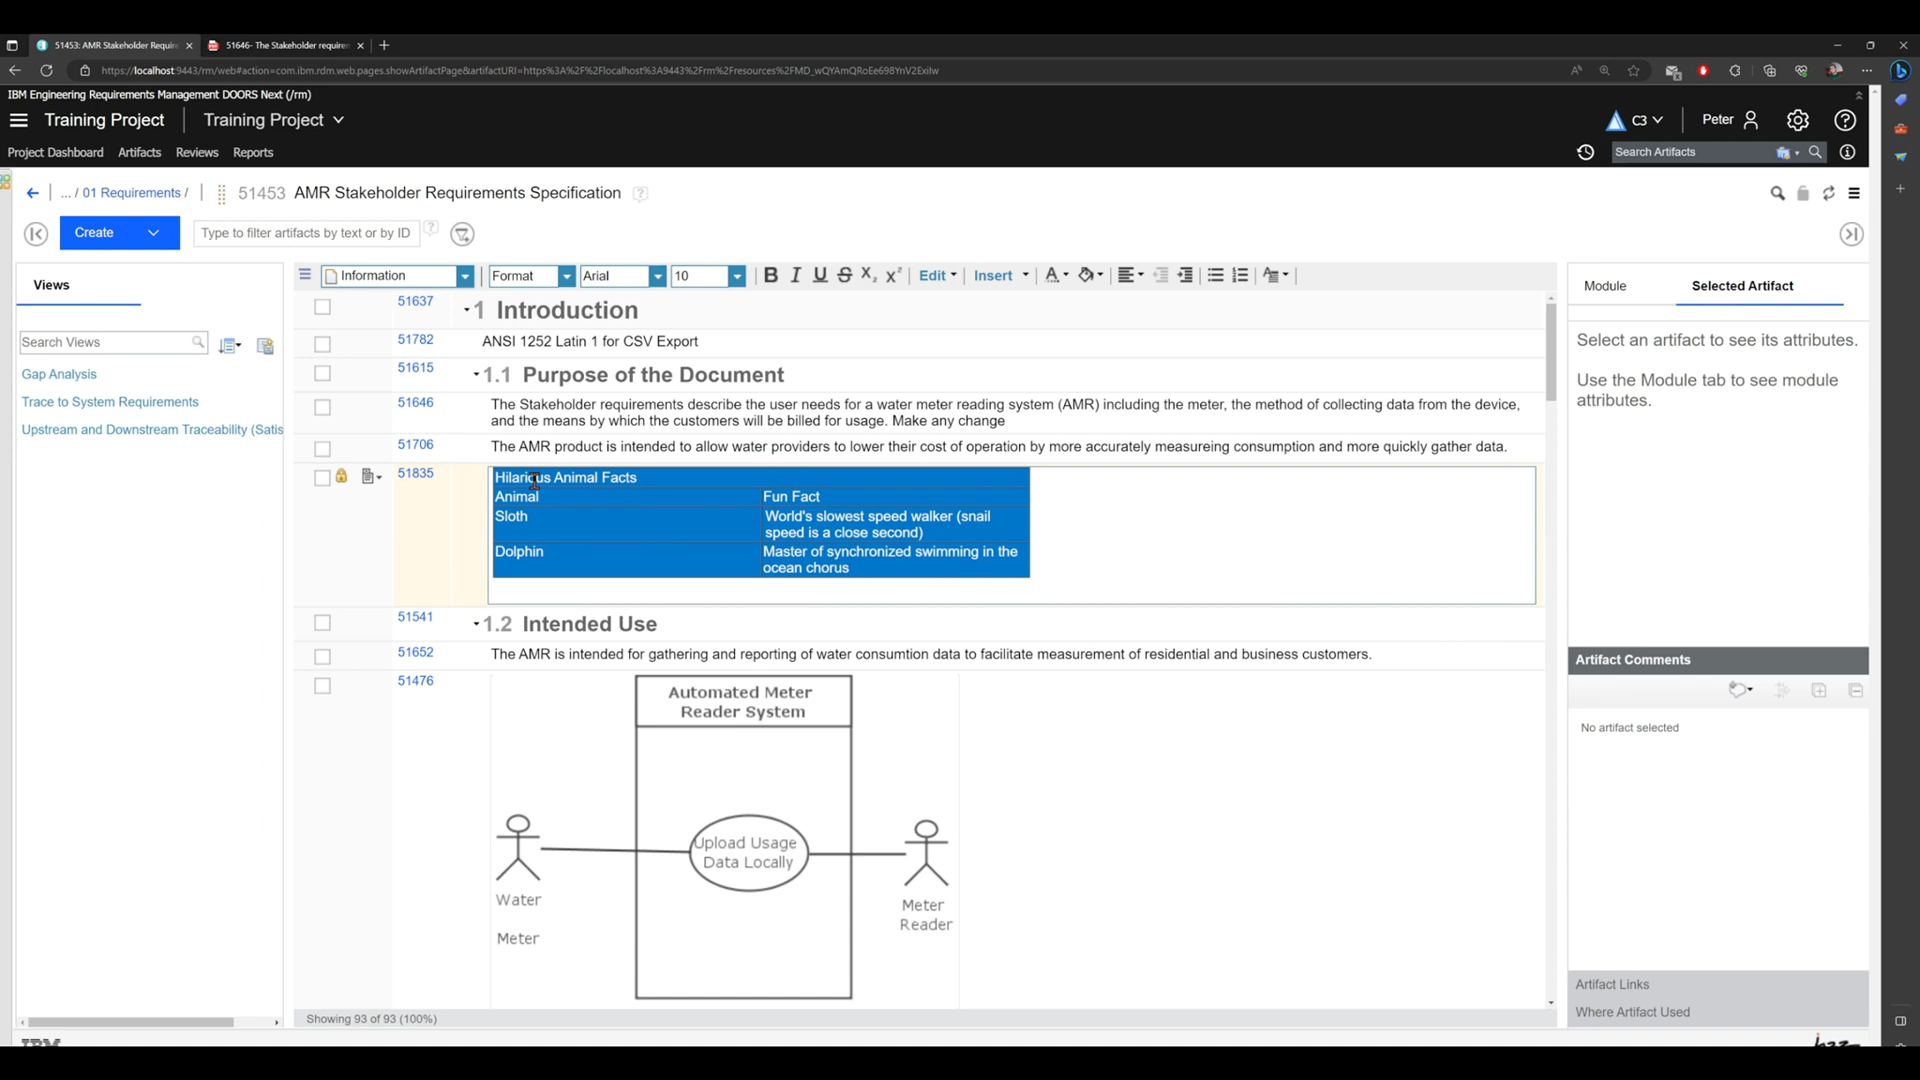 51453: AMR Stakeholder Requir
51646- The Stakeholder requirem
https://localhost:9443/rm/web#action=com.ibm.rdm.web.pages.showArtifactPage&artifactURI=https%3A%2F%2Flocalhost%3A9443%2Frm%2Fresources%2FMD_wQYAmQRoEe698YnV2Exilw
IBM Engineering Requirements Management DOORS Next (/rm)
Training Project
Training Project
C3
Peter
Project Dashboard
Artifacts
Reviews
Reports
Search Artifacts
... / 01 Requirements /
51453 AMR Stakeholder Requirements Specification
Create
Type to filter artifacts by text or by ID
Views
Information
Format
Arial
10
B I U S X, X²
Edit
Insert
Module
Selected Artifact
Search Views
Gap Analysis
Trace to System Requirements
Upstream and Downstream Traceability (Satis
51637
1 Introduction
51782
ANSI 1252 Latin 1 for CSV Export
51615
1.1 Purpose of the Document
51646
The Stakeholder requirements describe the user needs for a water meter reading system (AMR) including the meter, the method of collecting data from the device,
and the means by which the customers will be billed for usage. Make any change
51706
The AMR product is intended to allow water providers to lower their cost of operation by more accurately measureing consumption and more quickly gather data.
51835
Hilarious Animal Facts
Animal
Fun Fact
Sloth
World's slowest speed walker (snail
speed is a close second)
Dolphin
Master of synchronized swimming in the
ocean chorus
51541
1.2 Intended Use
51652
The AMR is intended for gathering and reporting of water consumtion data to facilitate measurement of residential and business customers.
51476
Automated Meter
Reader System
Upload Usage
Data Locally
Water
Meter
Meter
Reader
Showing 93 of 93 (100%)
Select an artifact to see its attributes.
Use the Module tab to see module
attributes.
Artifact Comments
No artifact selected
Artifact Links
Where Artifact Used
IBM